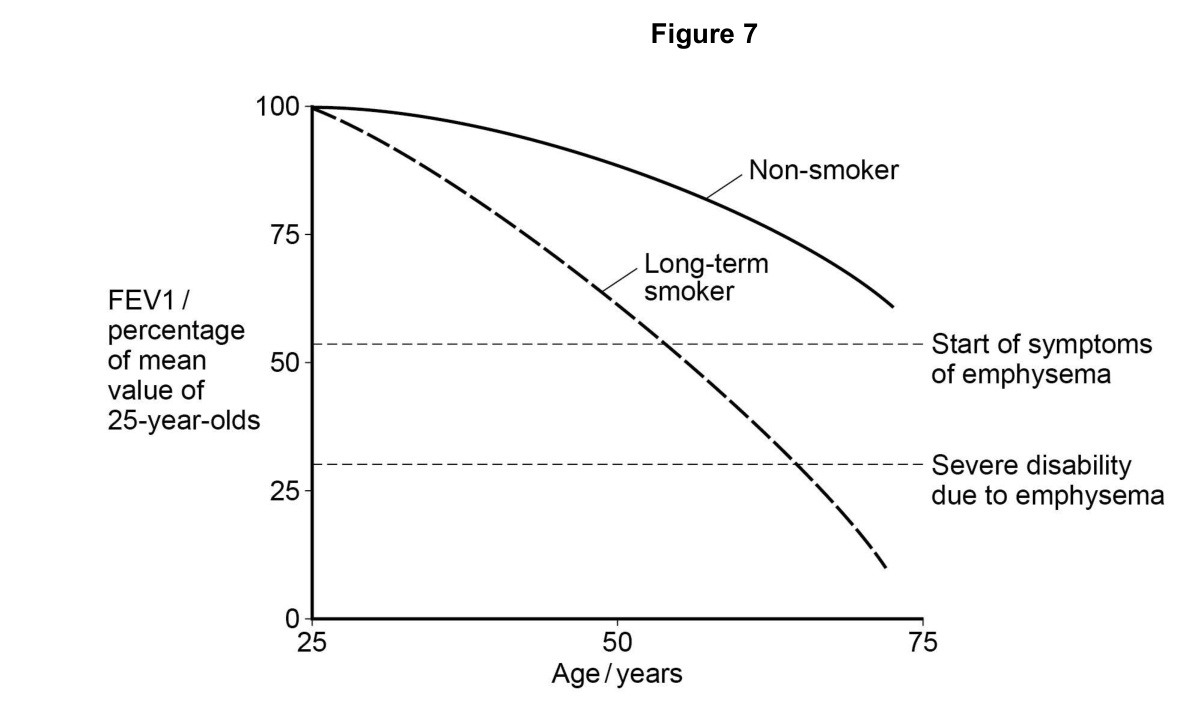 Figure 7
100
75
50
25
0
FEV1 /
percentage
of mean
value of
25-year-olds
Non-smoker
Long-term
smoker
Start of symptoms
of emphysema
Severe disability
due to emphysema
25
50
75
Age / years